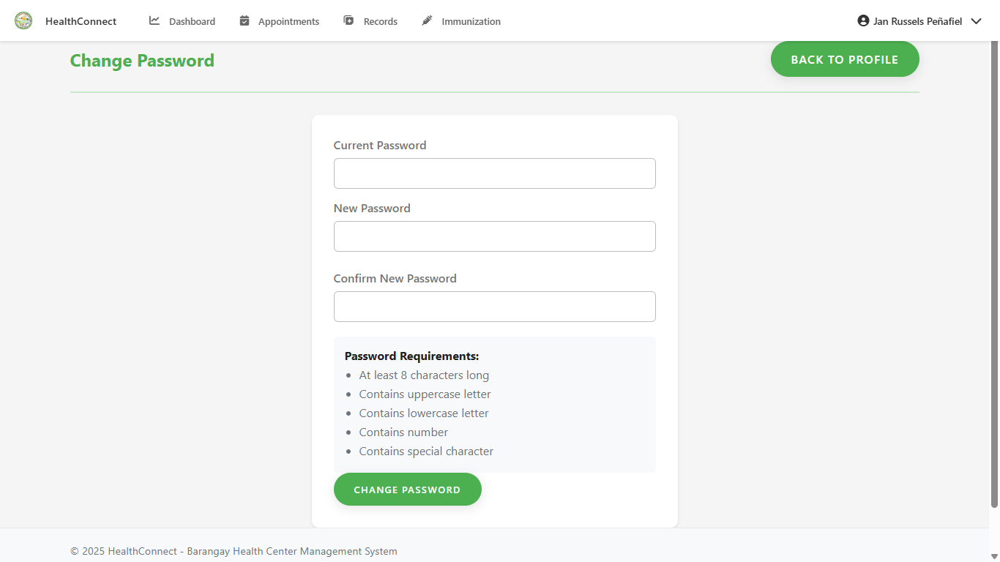 HealthConnect Dashboard Appointments Records Immunization Jan Russels Peñafiel
Change Password
BACK TO PROFILE
Current Password
New Password
Confirm New Password
Password Requirements:
At least 8 characters long
Contains uppercase letter
Contains lowercase letter
Contains number
Contains special character
CHANGE PASSWORD
© 2025 HealthConnect - Barangay Health Center Management System